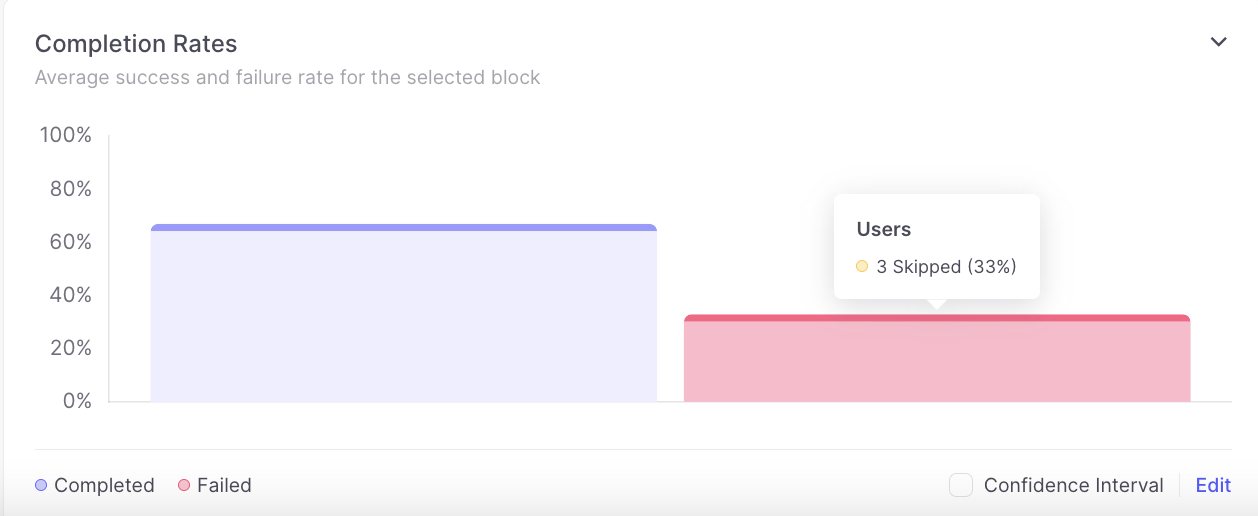 Completion Rates
Average success and failure rate for the selected block
100%
80%
60%
40%
20%
0%
Users
3 Skipped (33%)
Completed
Failed
Confidence Interval
Edit